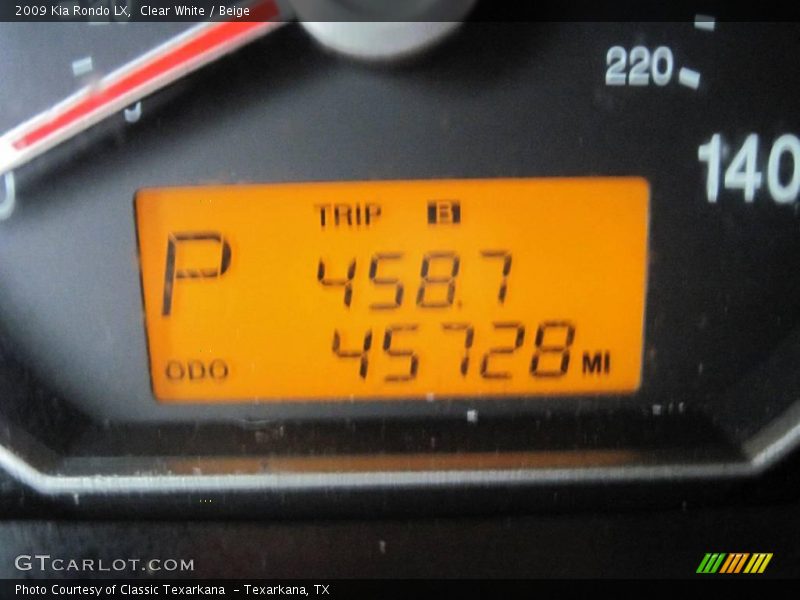 2009 Kia Rondo LX,  Clear White / Beige
220
140
TRIP B
P 458.7
ODO 45728 MI
GTCARLOT.COM
Photo Courtesy of Classic Texarkana  - Texarkana, TX